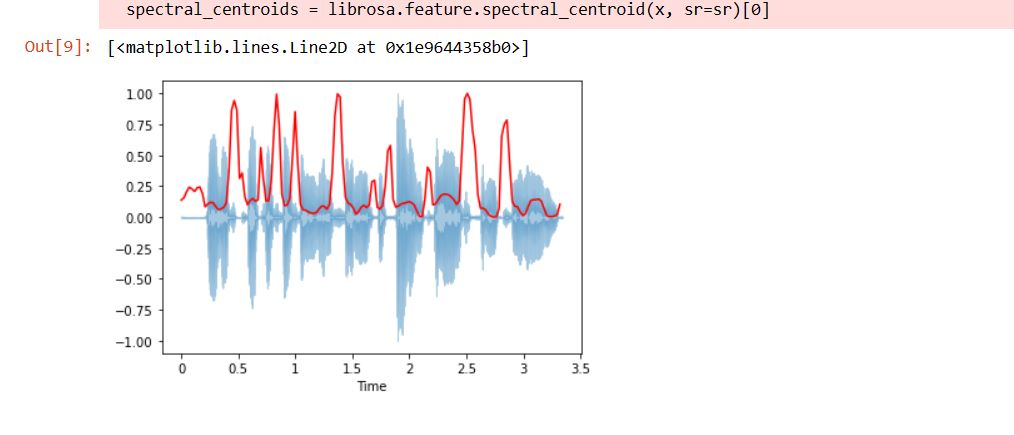 spectral_centroids = librosa.feature.spectral_centroid(x, sr=sr)[0]
Out[9]: [<matplotlib.lines.Line2D at 0x1e9644358b0>]
1.00
0.75
0.50
0.25
0.00
−0.25
−0.50
−0.75
−1.00
0 0.5 1 1.5 2 2.5 3 3.5
Time